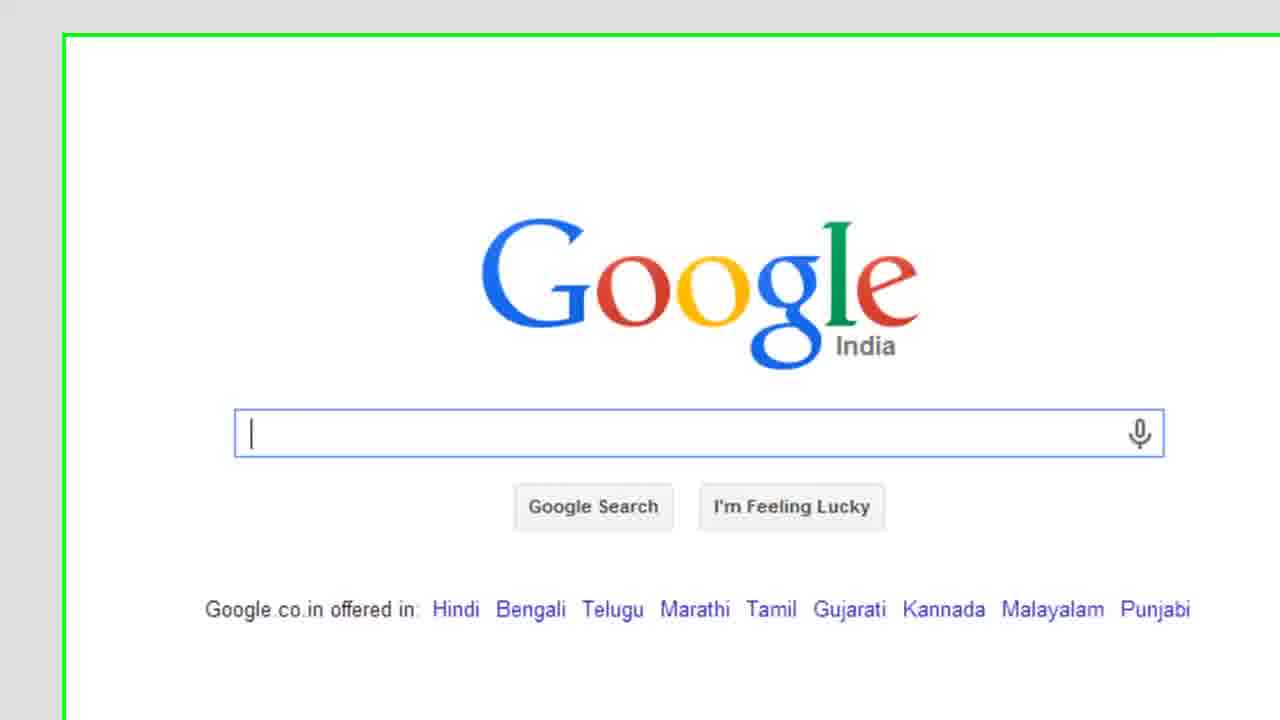 Google
India
Google Search I'm Feeling Lucky
Google.co.in offered in: Hindi Bengali Telugu Marathi Tamil Gujarati Kannada Malayalam Punjabi